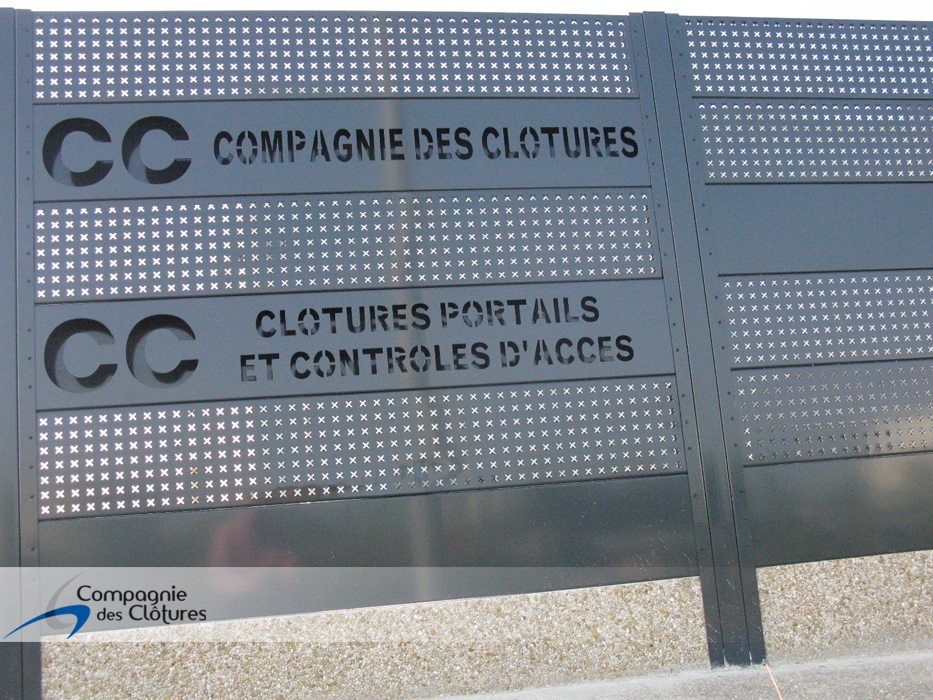 CC COMPAGNIE DES CLOTURES
CC CLOTURES PORTAILS
ET CONTROLES D'ACCES
Compagnie
des Clôtures